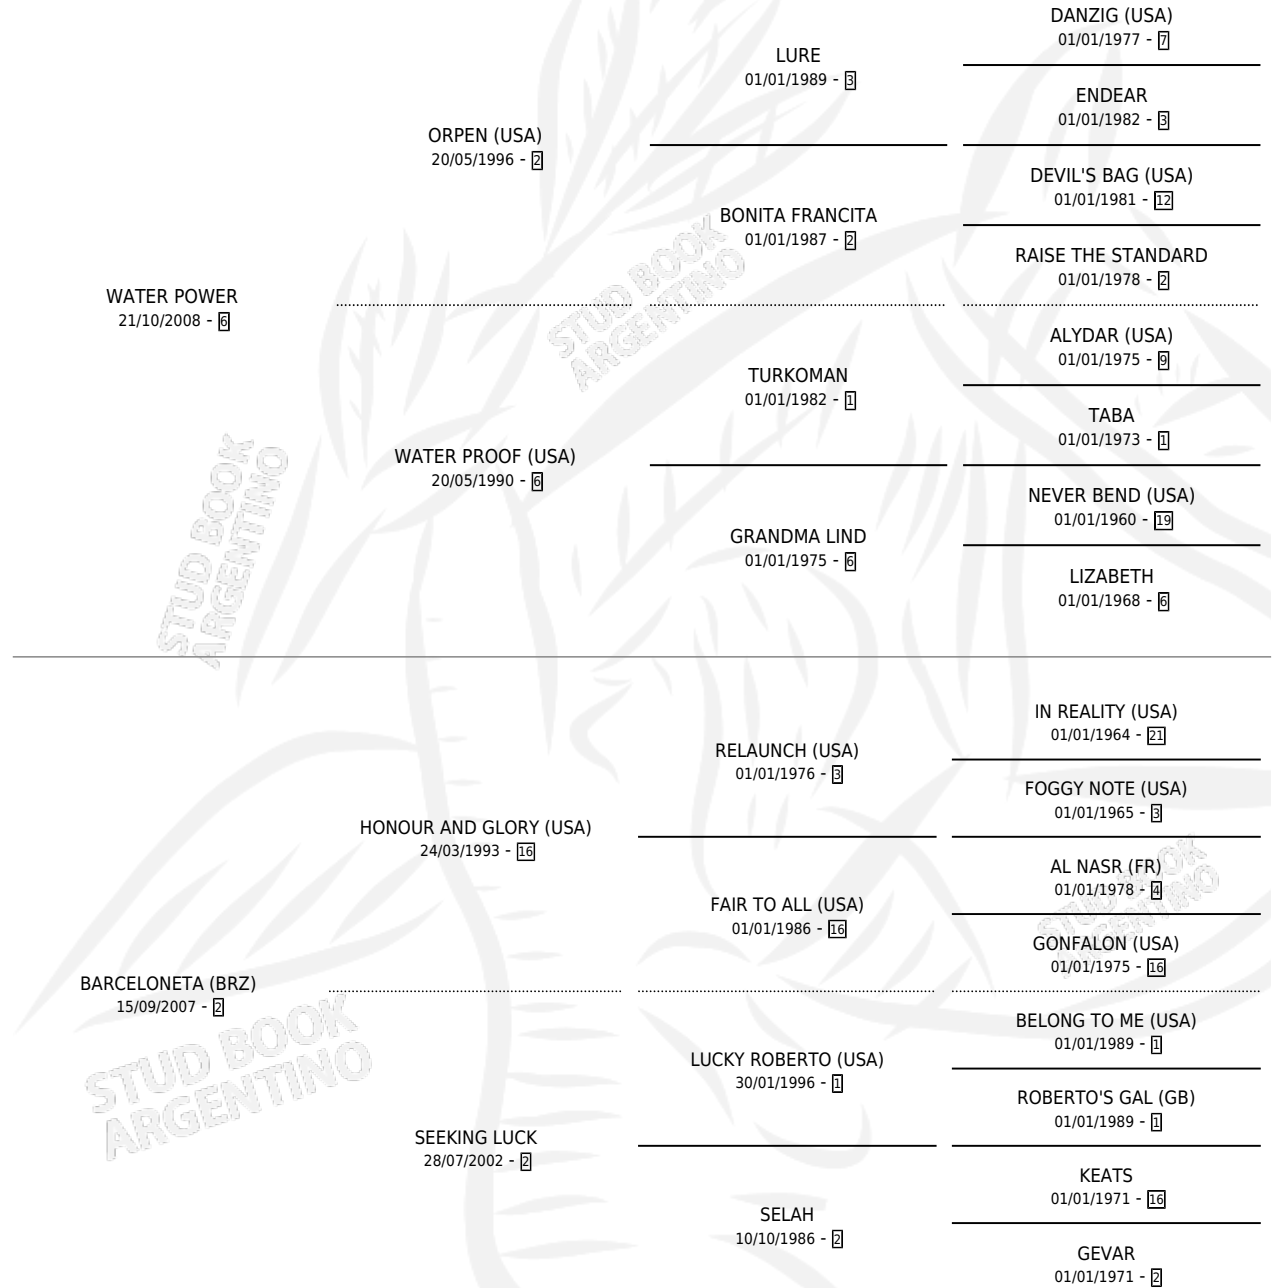 DANZIG (USA)
01/01/1977 - 7
LURE
01/01/1989 - 3
ENDEAR
01/01/1982 - 3
ORPEN (USA)
20/05/1996 - 2
DEVIL'S BAG (USA)
01/01/1981 - 12
BONITA FRANCITA
01/01/1987 - 2
RAISE THE STANDARD
01/01/1978 - 2
WATER POWER
21/10/2008 - 6
ALYDAR (USA)
01/01/1975 - 9
TURKOMAN
01/01/1982 - 1
TABA
01/01/1973 - 1
WATER PROOF (USA)
20/05/1990 - 6
NEVER BEND (USA)
01/01/1960 - 19
GRANDMA LIND
01/01/1975 - 6
LIZABETH
01/01/1968 - 6
IN REALITY (USA)
01/01/1964 - 21
RELAUNCH (USA)
01/01/1976 - 3
FOGGY NOTE (USA)
01/01/1965 - 3
HONOUR AND GLORY (USA)
24/03/1993 - 16
AL NASR (FR)
01/01/1978 - 4
FAIR TO ALL (USA)
01/01/1986 - 16
GONFALON (USA)
01/01/1975 - 16
BARCELONETA (BRZ)
15/09/2007 - 2
BELONG TO ME (USA)
01/01/1989 - 1
LUCKY ROBERTO (USA)
30/01/1996 - 1
ROBERTO'S GAL (GB)
01/01/1989 - 1
SEEKING LUCK
28/07/2002 - 2
KEATS
01/01/1971 - 16
SELAH
10/10/1986 - 2
GEVAR
01/01/1971 - 2
STUD BOOK
ARGENTINO
STUD BOOK
ARGENTINO
STUD BOOK
ARGENTINO
STUD BOOK
ARGENTINO